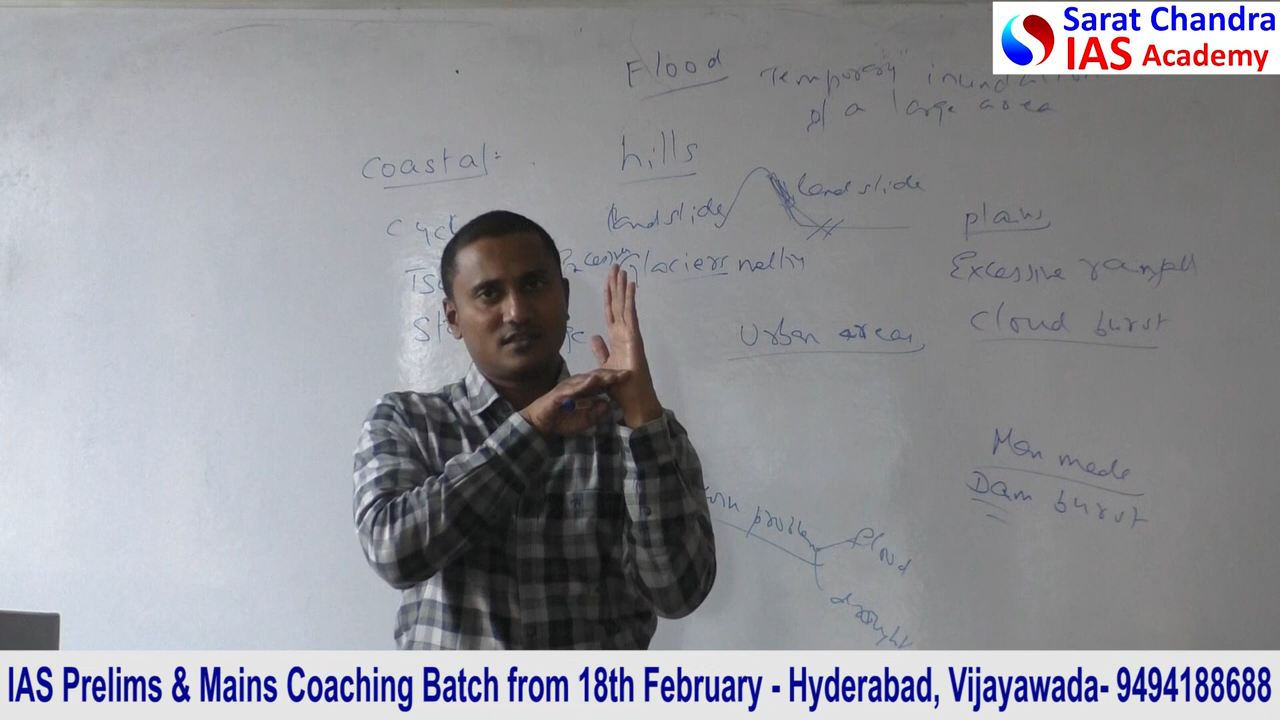 Sarat Chandra
IAS Academy
Flood
Temporary inundation
of a large area
Coastal:
hills
landslide
landslide
plains
glaciers melting
Excessive rainfall
Urban areas
Cloud burst
Man made
Dam burst
problem
flood
drought
IAS Prelims & Mains Coaching Batch from 18th February - Hyderabad, Vijayawada- 9494188688